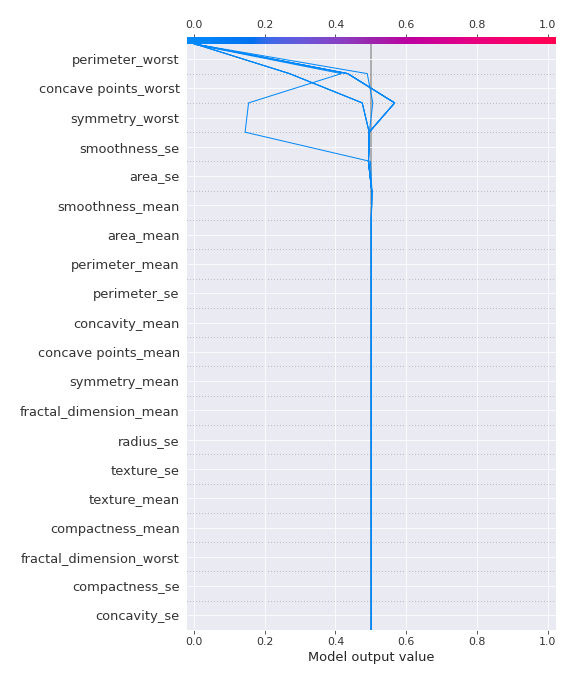 0.0 0.2 0.4 0.6 0.8 1.0
perimeter_worst
concave points_worst
symmetry_worst
smoothness_se
area_se
smoothness_mean
area_mean
perimeter_mean
perimeter_se
concavity_mean
concave points_mean
symmetry_mean
fractal_dimension_mean
radius_se
texture_se
texture_mean
compactness_mean
fractal_dimension_worst
compactness_se
concavity_se
0.0 0.2 0.4 0.6 0.8 1.0
Model output value